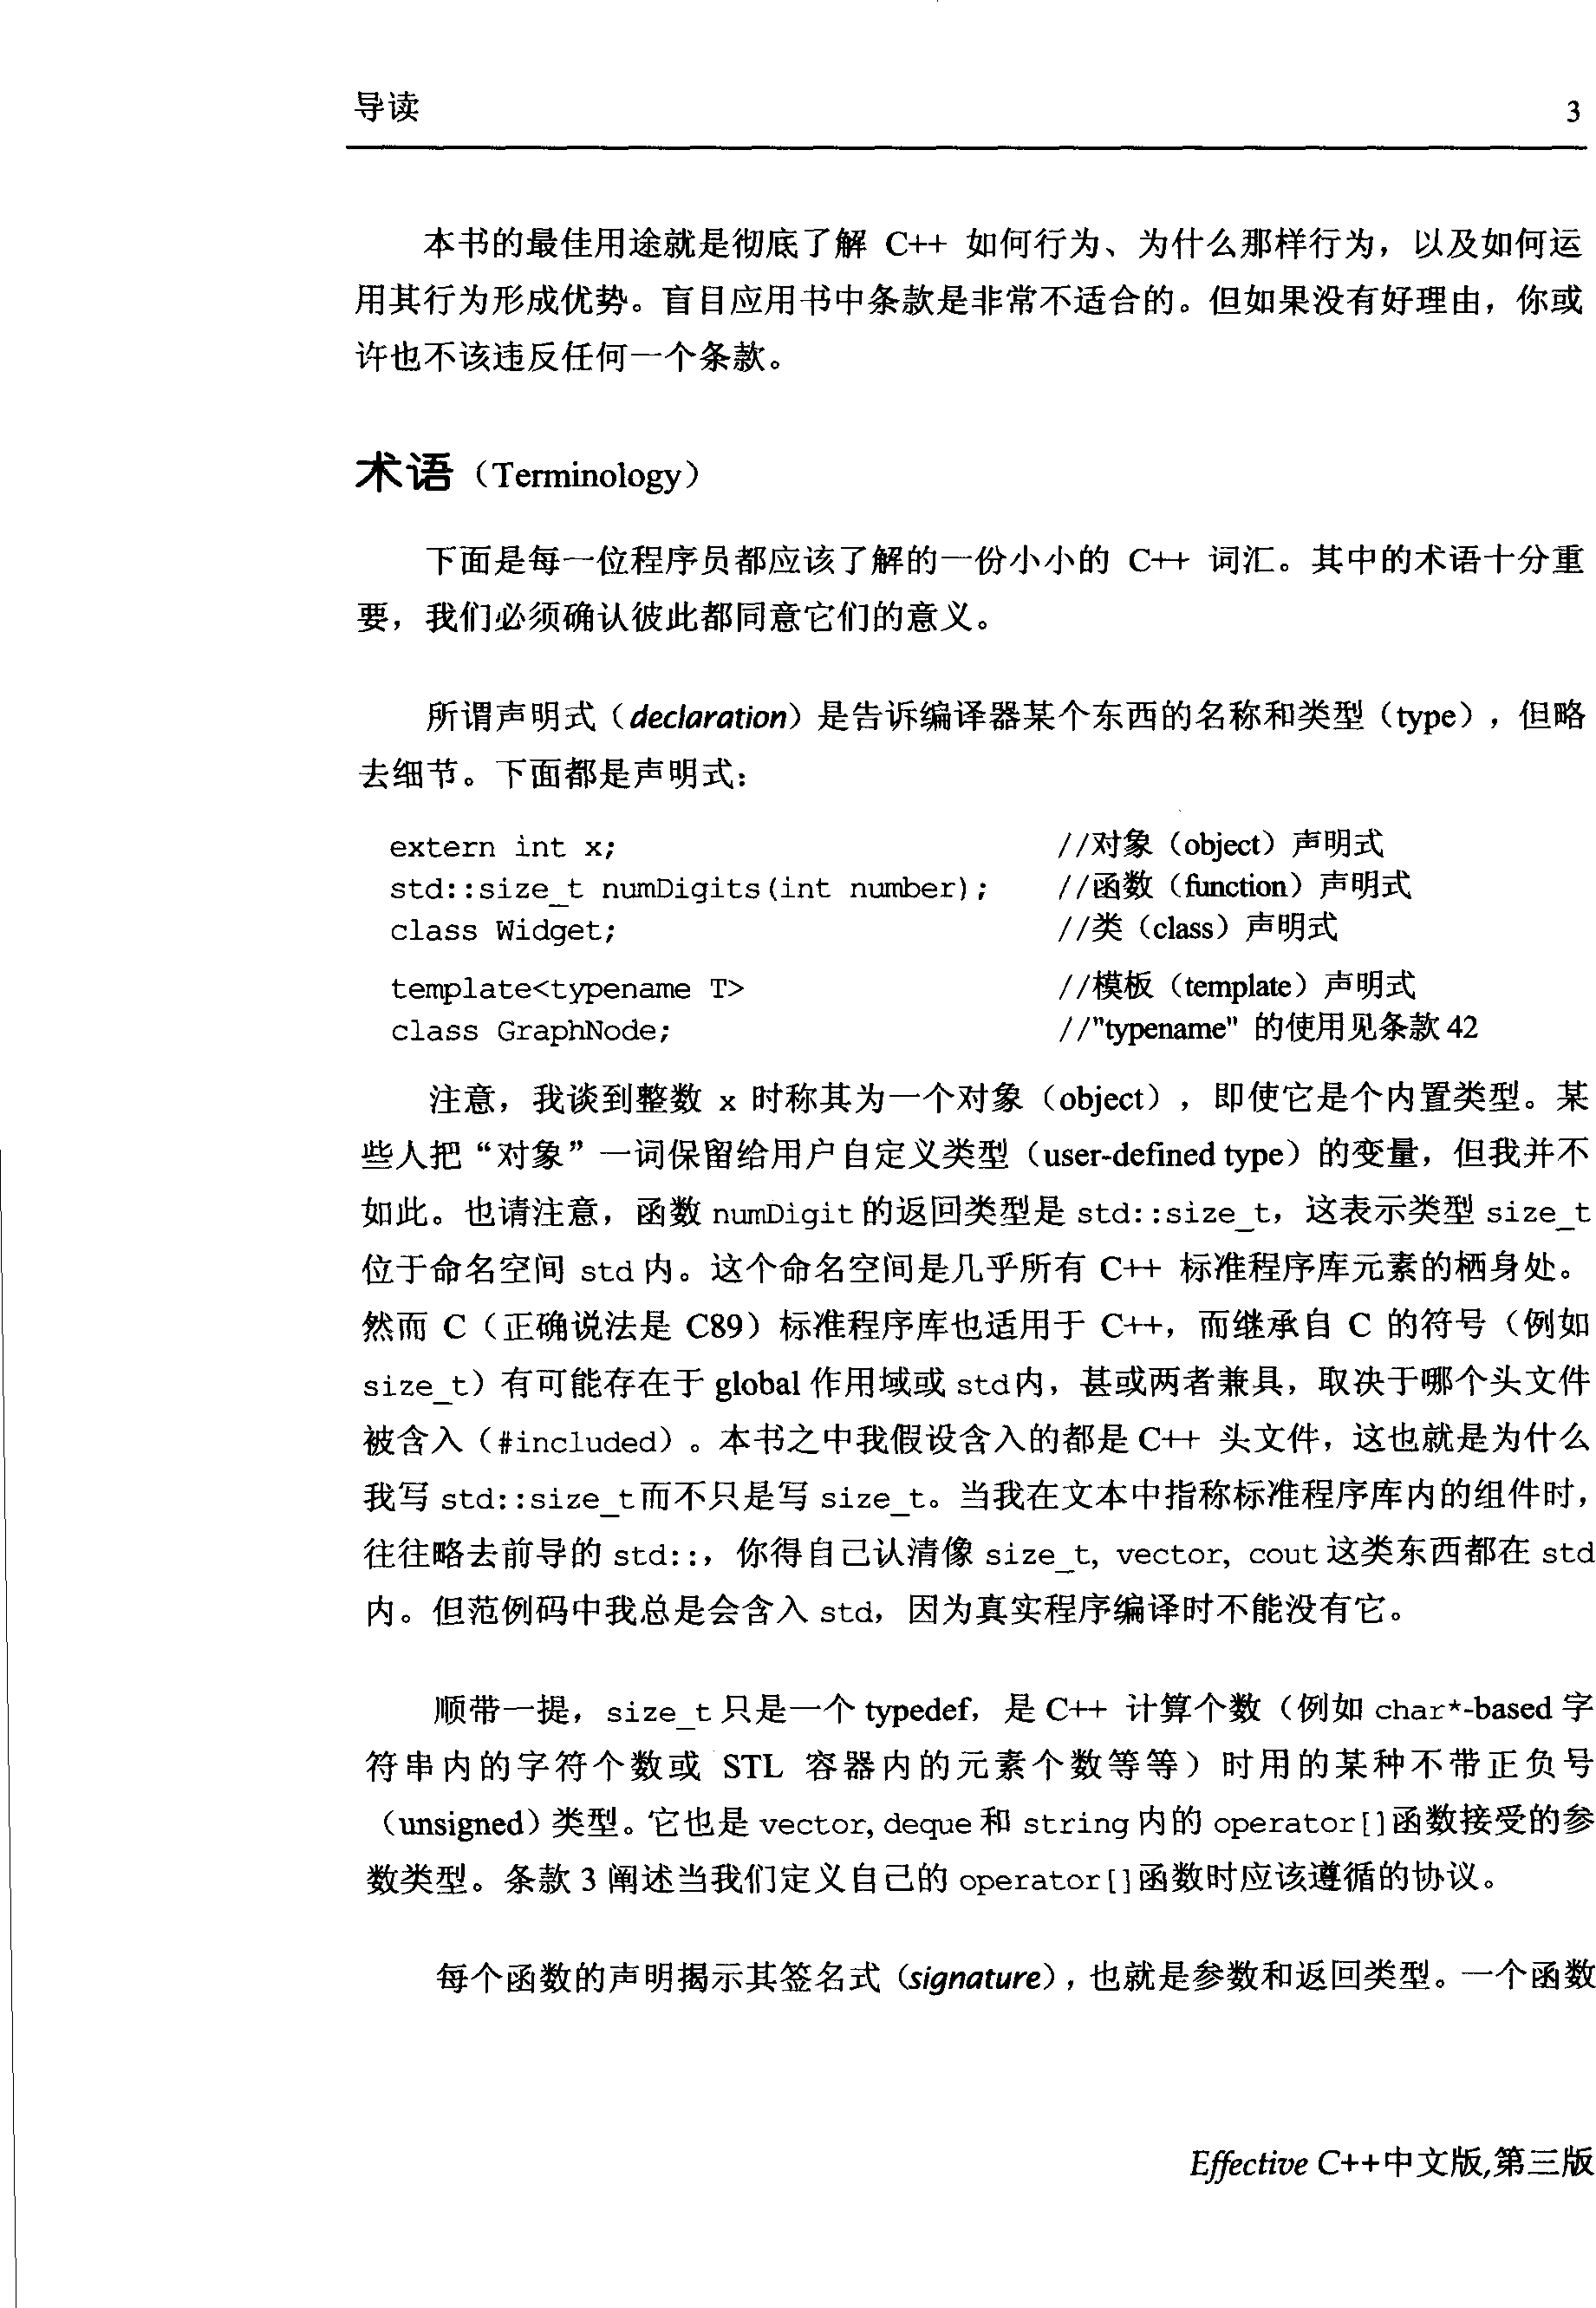 导读 3
本书的最佳用途就是彻底了解 C++ 如何行为、为什么那样行为，以及如何运
用其行为形成优势。盲目应用书中条款是非常不适合的。但如果没有好理由，你或
许也不该违反任何一个条款。
术语（Terminology）
下面是每一位程序员都应该了解的一份小小的 C++ 词汇。其中的术语十分重
要，我们必须确认彼此都同意它们的意义。
所谓声明式（declaration）是告诉编译器某个东西的名称和类型（type），但略
去细节。下面都是声明式：
extern int x; //对象（object）声明式
std::size_t numDigits(int number); //函数（function）声明式
class Widget; //类（class）声明式
template<typename T> //模板（template）声明式
class GraphNode; //"typename" 的使用见条款 42
注意，我谈到整数 x 时称其为一个对象（object），即使它是个内置类型。某
些人把“对象”一词保留给用户自定义类型（user-defined type）的变量，但我并不
如此。也请注意，函数 numDigit 的返回类型是 std::size_t，这表示类型 size_t
位于命名空间 std 内。这个命名空间是几乎所有 C++ 标准程序库元素的栖身处。
然而 C（正确说法是 C89）标准程序库也适用于 C++，而继承自 C 的符号（例如
size_t）有可能存在于 global 作用域或 std内，甚或两者兼具，取决于哪个头文件
被含入（#included）。本书之中我假设含入的都是 C++ 头文件，这也就是为什么
我写 std::size_t而不只是写 size_t。当我在文本中指称标准程序库内的组件时，
往往略去前导的 std::，你得自己认清像 size_t, vector, cout 这类东西都在 std
内。但范例码中我总是会含入 std，因为真实程序编译时不能没有它。
顺带一提，size_t 只是一个 typedef，是 C++ 计算个数（例如 char*-based 字
符串内的字符个数或 STL 容器内的元素个数等等）时用的某种不带正负号
（unsigned）类型。它也是 vector, deque 和 string 内的 operator[]函数接受的参
数类型。条款 3 阐述当我们定义自己的 operator[]函数时应该遵循的协议。
每个函数的声明揭示其签名式（signature），也就是参数和返回类型。一个函数
Effective C++中文版,第三版